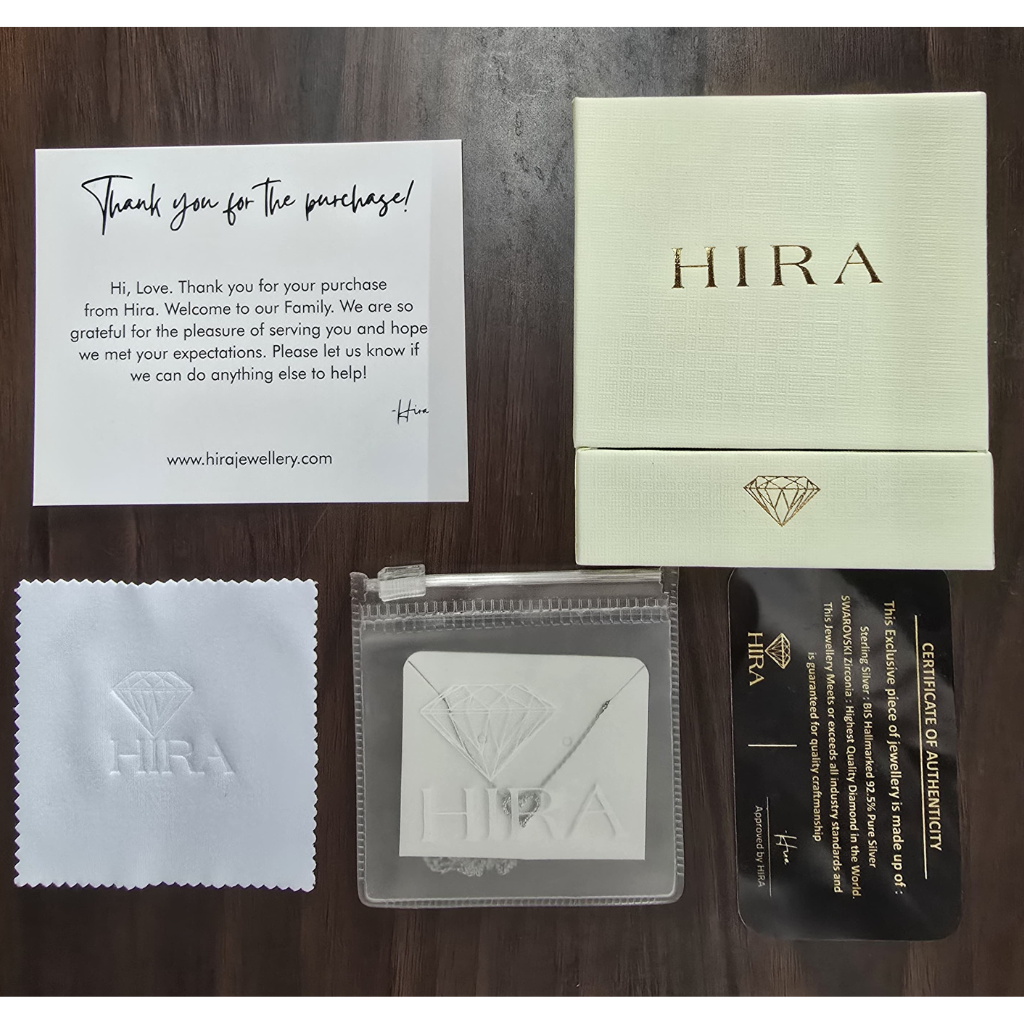 Thank you for the purchase!
Hi, Love. Thank you for your purchase
from Hira. Welcome to our Family. We are so
grateful for the pleasure of serving you and hope
we met your expectations. Please let us know if
we can do anything else to help!
-Hira
www.hirajewellery.com
HIRA
HIRA
HIRA
CERTIFICATE OF AUTHENTICITY
This Exclusive piece of jewellery is made up of :
Sterling Silver : BIS Hallmarked 92.5% Pure Silver
SWAROVSKI Zirconia : Highest Quality Diamond in the World.
This Jewellery Meets or exceeds all industry standards and
is guaranteed for quality craftmanship
HIRA
-Hira
Approved by HIRA